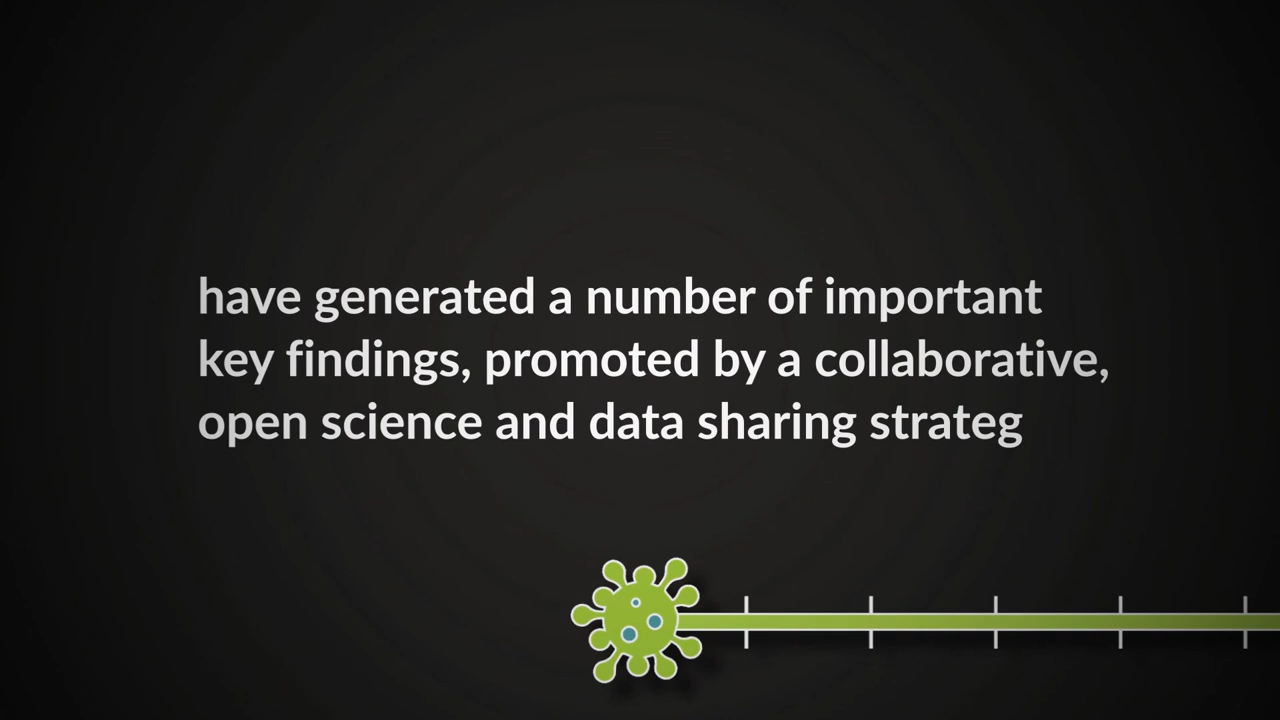 have generated a number of important
key findings, promoted by a collaborative,
open science and data sharing strateg